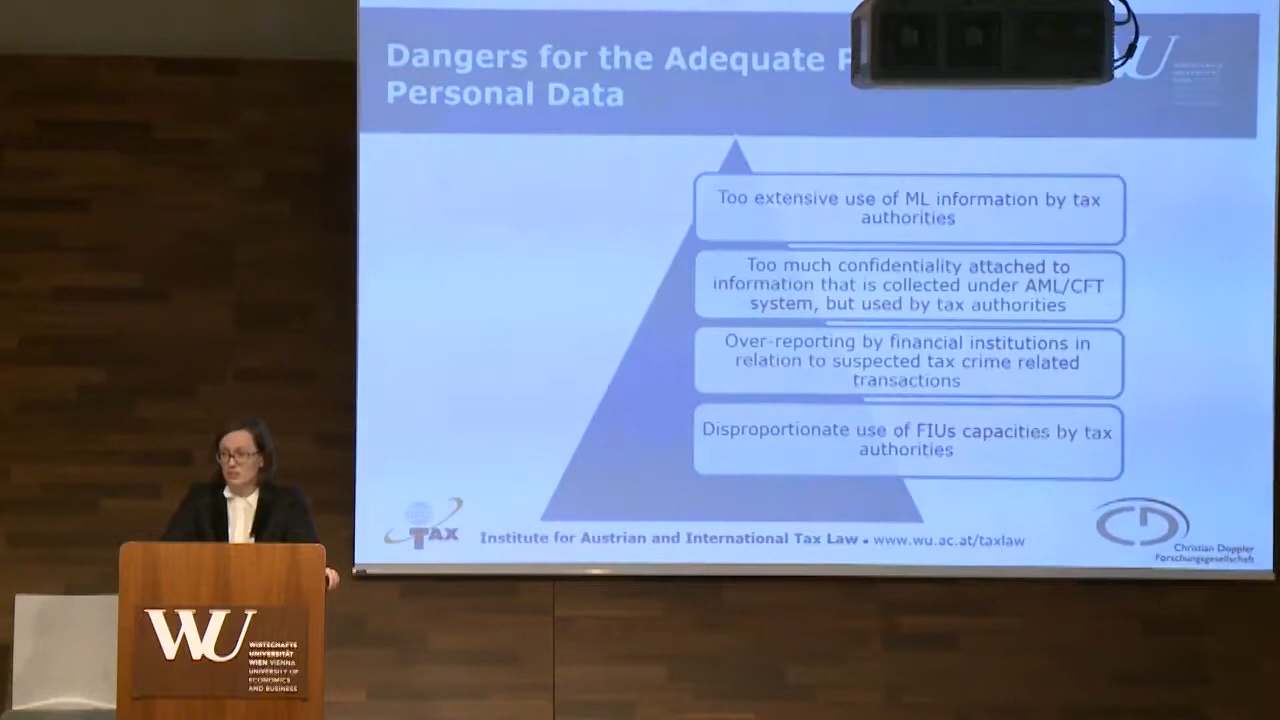 Dangers for the Adequate P
Personal Data
WU
Too extensive use of ML information by tax
authorities
Too much confidentiality attached to
information that is collected under AML/CFT
system, but used by tax authorities
Over-reporting by financial institutions in
relation to suspected tax crime related
transactions
Disproportionate use of FIUs capacities by tax
authorities
TAX
Institute for Austrian and International Tax Law • www.wu.ac.at/taxlaw
CD
Christian Doppler
Forschungsgesellschaft
WU
WIRTSCHAFTS
UNIVERSITÄT
WIEN VIENNA
UNIVERSITY OF
ECONOMICS
AND BUSINESS